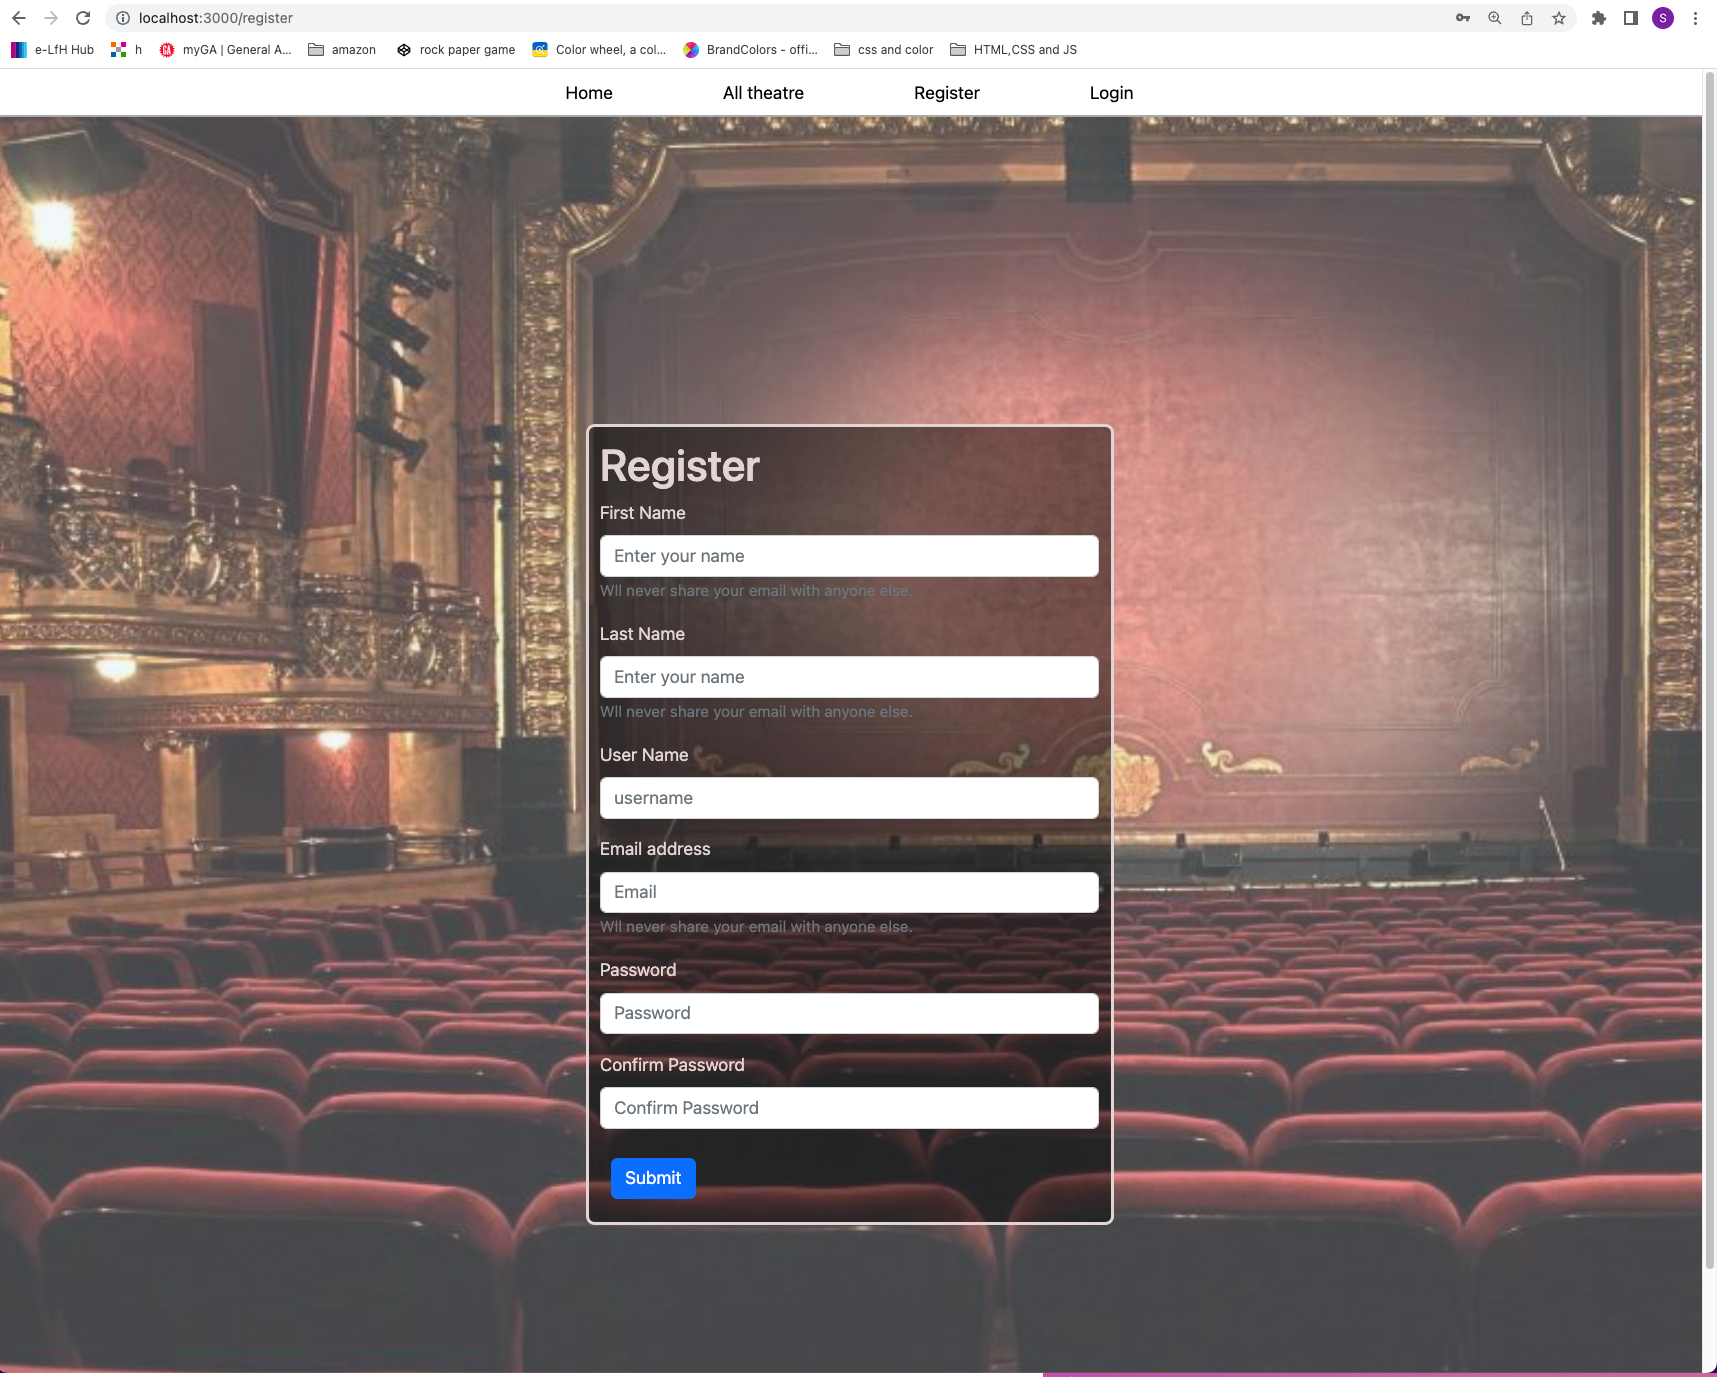 localhost:3000/register
S
e-LfH Hub h GA myGA | General A... amazon rock paper game Color wheel, a col... BrandColors - offi... css and color HTML,CSS and JS
Home All theatre Register Login
Register
First Name
Enter your name
Wll never share your email with anyone else.
Last Name
Enter your name
Wll never share your email with anyone else.
User Name
username
Email address
Email
Wll never share your email with anyone else.
Password
Password
Confirm Password
Confirm Password
Submit